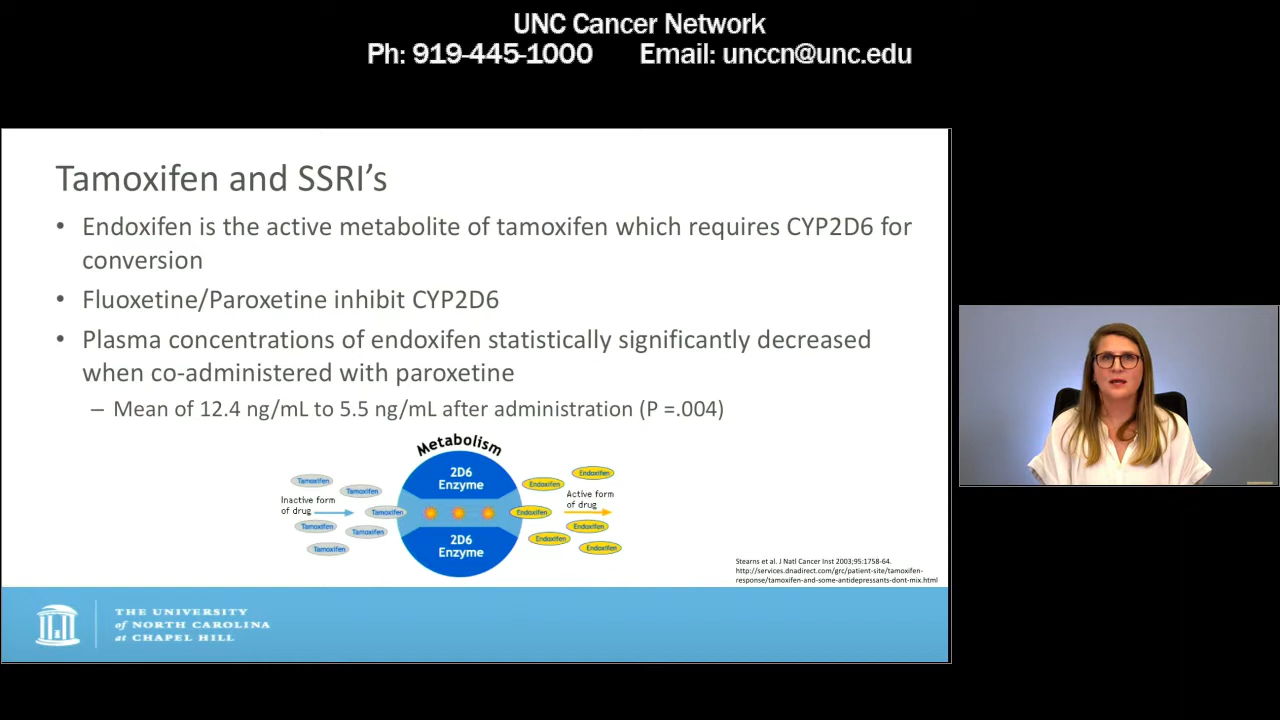 UNC Cancer Network
Ph: 919-445-1000 Email: unccn@unc.edu
Tamoxifen and SSRI's
• Endoxifen is the active metabolite of tamoxifen which requires CYP2D6 for
conversion
• Fluoxetine/Paroxetine inhibit CYP2D6
• Plasma concentrations of endoxifen statistically significantly decreased
when co-administered with paroxetine
– Mean of 12.4 ng/mL to 5.5 ng/mL after administration (P =.004)
Metabolism
2D6
Enzyme
Inactive form
of drug
Tamoxifen
Tamoxifen
Tamoxifen
Tamoxifen
Tamoxifen
Tamoxifen
Endoxifen
Endoxifen
Active form
of drug
Endoxifen
Endoxifen
Endoxifen
Endoxifen
2D6
Enzyme
Stearns et al. J Natl Cancer Inst 2003;95:1758-64.
http://services.dnadirect.com/grc/patient-site/tamoxifen-
response/tamoxifen-and-some-antidepressants-dont-mix.html
THE UNIVERSITY
of NORTH CAROLINA
at CHAPEL HILL